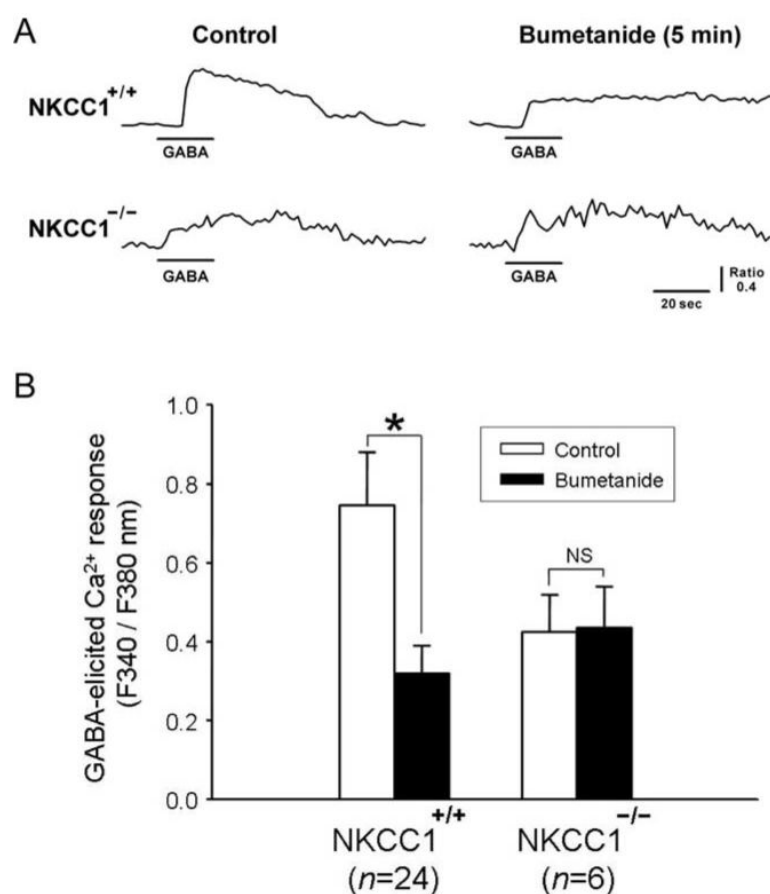 A
Control
Bumetanide (5 min)
NKCC1+/+
GABA
GABA
NKCC1−/−
GABA
GABA
Ratio
0.4
20 sec
B
GABA-elicited Ca²⁺ response
(F340 / F380 nm)
1.0
0.8
0.6
0.4
0.2
0.0
*
NS
Control
Bumetanide
NKCC1+/+
(n=24)
NKCC1−/−
(n=6)